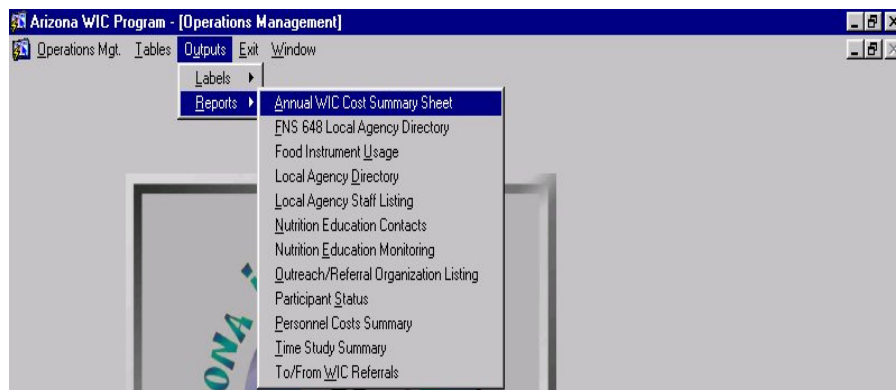 Arizona WIC Program - [Operations Management]
Operations Mgt. Tables Outputs Exit Window
Labels
Reports
Annual WIC Cost Summary Sheet
FNS 648 Local Agency Directory
Food Instrument Usage
Local Agency Directory
Local Agency Staff Listing
Nutrition Education Contacts
Nutrition Education Monitoring
Outreach/Referral Organization Listing
Participant Status
Personnel Costs Summary
Time Study Summary
To/From WIC Referrals
ONA